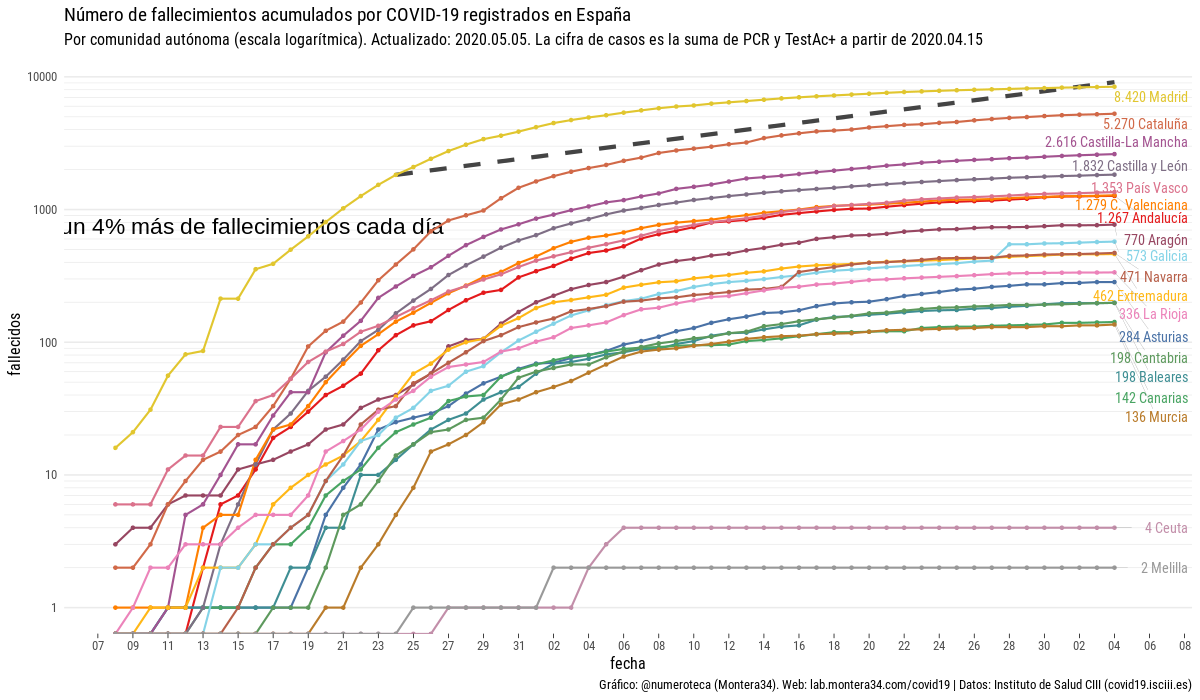 Número de fallecimientos acumulados por COVID-19 registrados en España
Por comunidad autónoma (escala logarítmica). Actualizado: 2020.05.05. La cifra de casos es la suma de PCR y TestAc+ a partir de 2020.04.15
10000
1000
100
10
1
fallecidos
un 4% más de fallecimientos cada día
8.420 Madrid
5.270 Cataluña
2.616 Castilla-La Mancha
1.832 Castilla y León
1.353 País Vasco
1.279 C. Valenciana
1.267 Andalucía
770 Aragón
573 Galicia
471 Navarra
462 Extremadura
336 La Rioja
284 Asturias
198 Cantabria
198 Baleares
142 Canarias
136 Murcia
4 Ceuta
2 Melilla
07 09 11 13 15 17 19 21 23 25 27 29 31 02 04 06 08 10 12 14 16 18 20 22 24 26 28 30 02 04 06 08
fecha
Gráfico: @numeroteca (Montera34). Web: lab.montera34.com/covid19 | Datos: Instituto de Salud CIII (covid19.isciii.es)